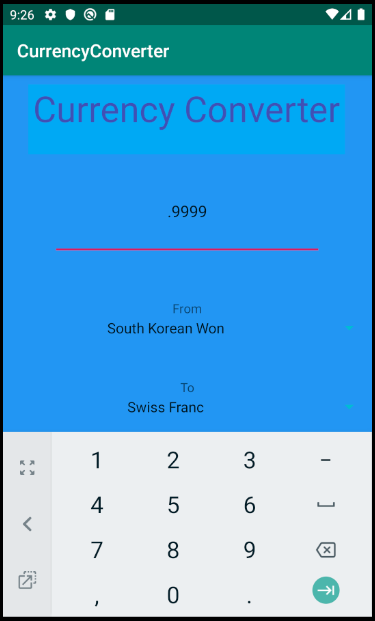 9:26
CurrencyConverter
Currency Converter
.9999
From
South Korean Won
To
Swiss Franc
1 2 3 −
4 5 6
7 8 9
, 0 .